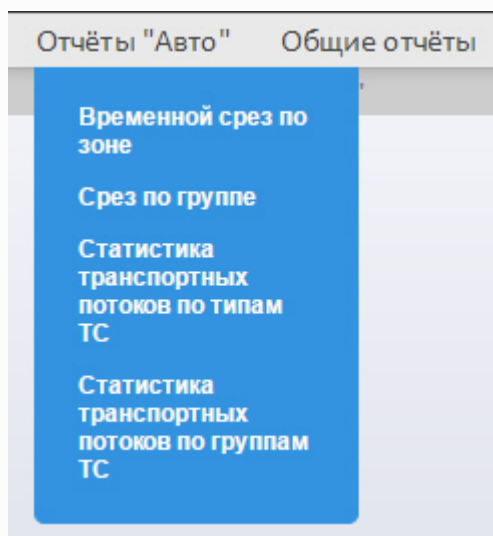 Отчёты "Авто" Общие отчёты
Временной срез по
зоне
Срез по группе
Статистика
транспортных
потоков по типам
ТС
Статистика
транспортных
потоков по группам
ТС